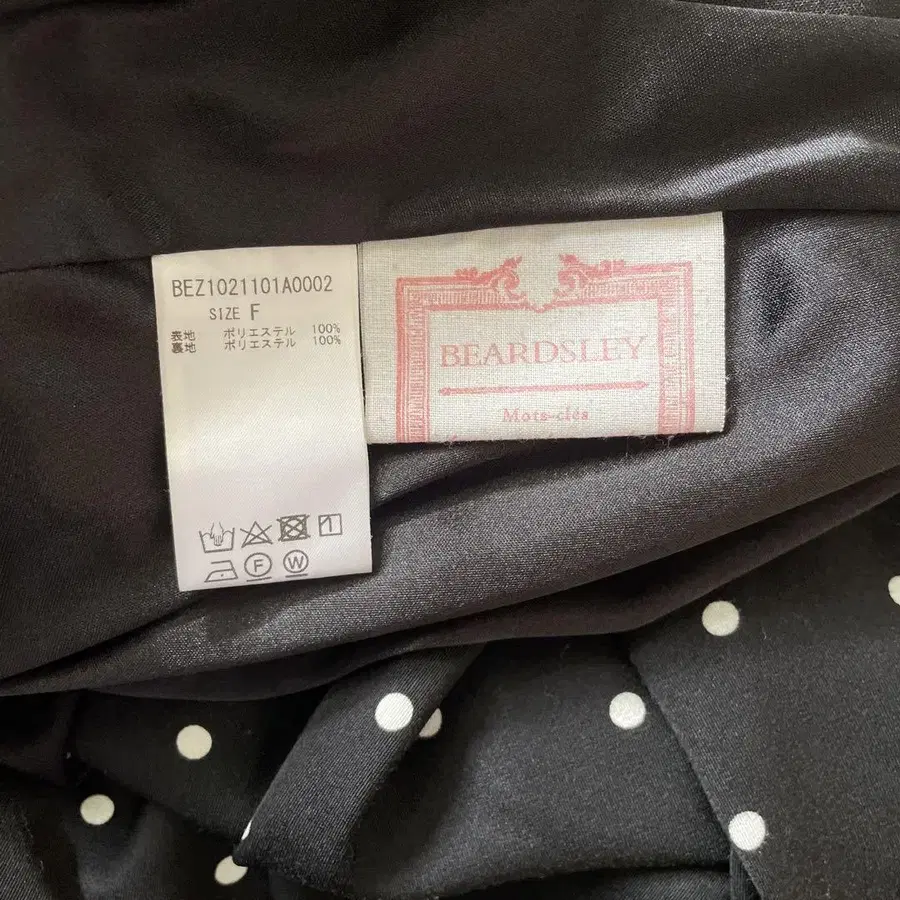 BEZ1021101A0002
SIZE F
表地 ポリエステル 100%
裏地 ポリエステル 100%
F W
BEARDSLEY
Mots-clés